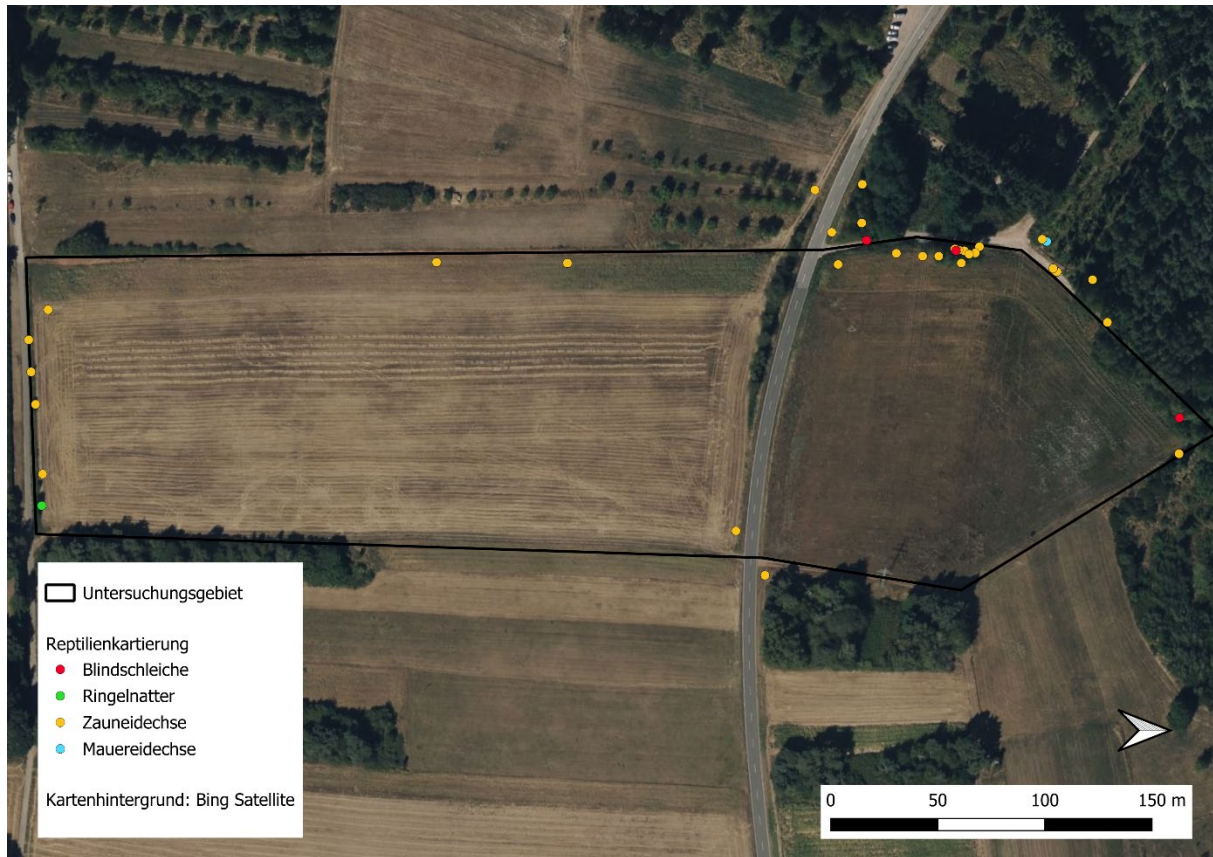 Untersuchungsgebiet
Reptilienkartierung
Blindschleiche
Ringelnatter
Zauneidechse
Mauereidechse
Kartenhintergrund: Bing Satellite
0 50 100 150 m